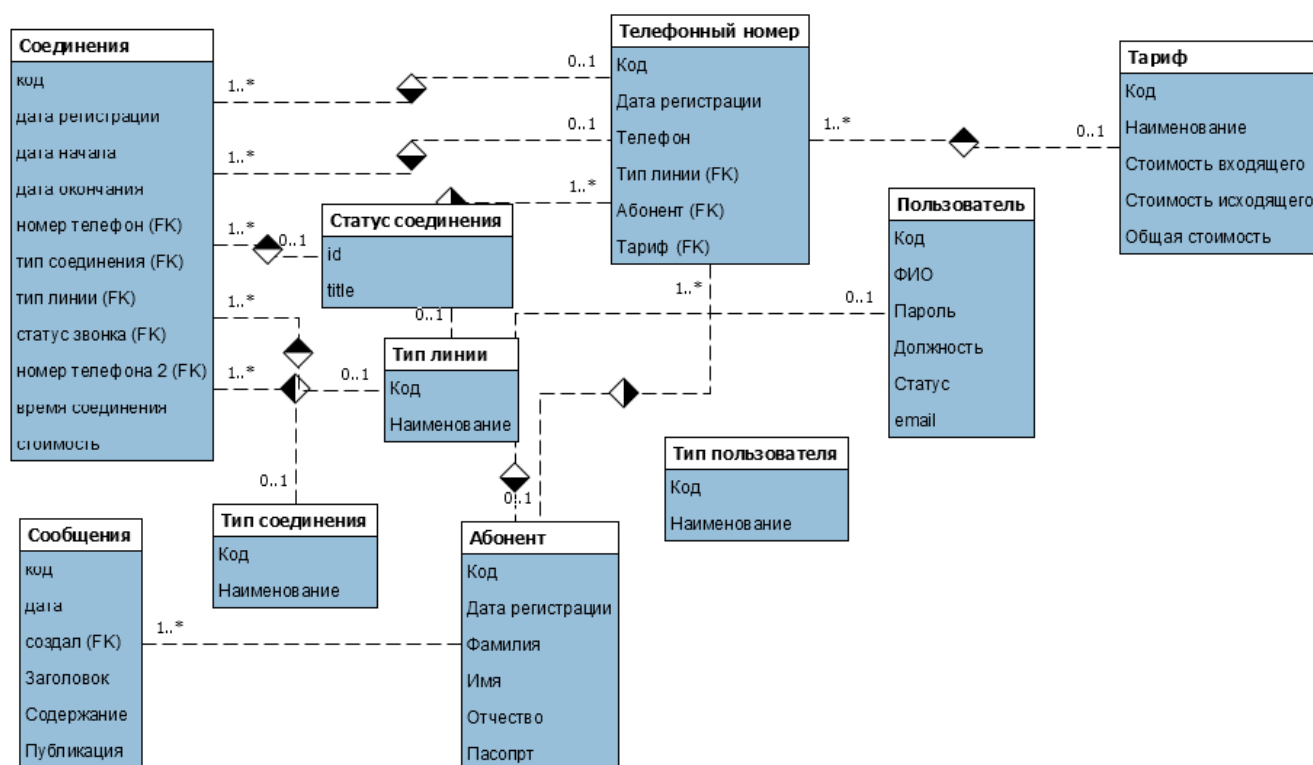 Соединения
код
дата регистрации
дата начала
дата окончания
номер телефон (FK)
тип соединения (FK)
тип линии (FK)
статус звонка (FK)
номер телефона 2 (FK)
время соединения
стоимость
1..*
0..1
1..*
0..1
1..*
0..1
1..*
1..*
0..1
0..1
Телефонный номер
Код
Дата регистрации
Телефон
Тип линии (FK)
Абонент (FK)
Тариф (FK)
1..*
0..1
1..*
1..*
Тариф
Код
Наименование
Стоимость входящего
Стоимость исходящего
Общая стоимость
Статус соединения
id
title
0..1
Пользователь
Код
ФИО
Пароль
Должность
Статус
email
0..1
Тип линии
Код
Наименование
Тип пользователя
Код
Наименование
Тип соединения
Код
Наименование
0..1
Сообщения
код
дата
создал (FK)
Заголовок
Содержание
Публикация
1..*
Абонент
Код
Дата регистрации
Фамилия
Имя
Отчество
Пасопрт